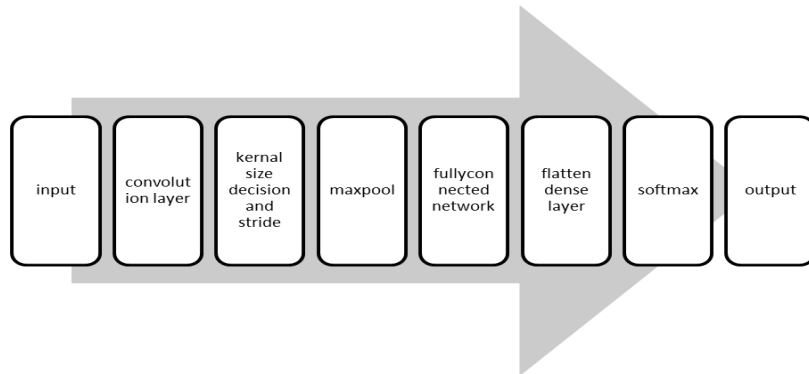 input
convolut
ion layer
kernal
size
decision
and
stride
maxpool
fullycon
nected
network
flatten
dense
layer
softmax
output